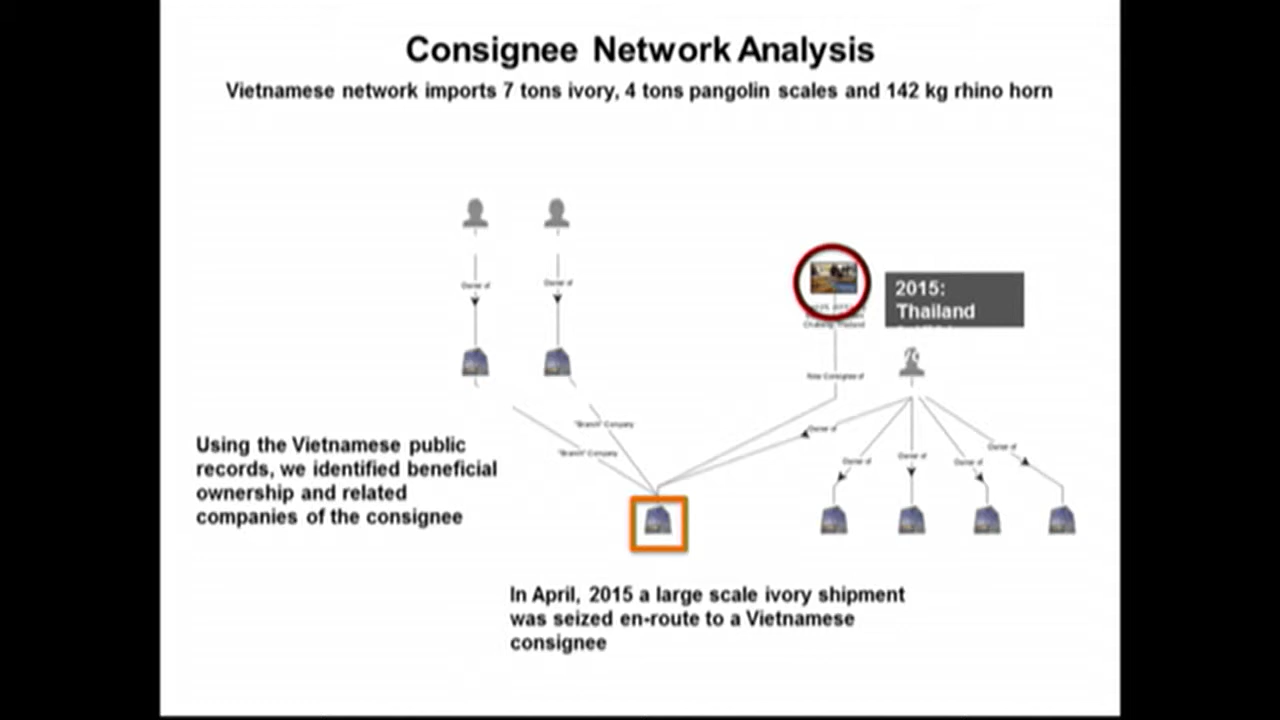 Consignee Network Analysis
Vietnamese network imports 7 tons ivory, 4 tons pangolin scales and 142 kg rhino horn
2015:
Thailand
Owner of
Owner of
Chabang, Thailand
Consignee of
"Branch" Company
"Branch" Company
Owner of
Owner of
Owner of
Owner of
Owner of
Using the Vietnamese public
records, we identified beneficial
ownership and related
companies of the consignee
In April, 2015 a large scale ivory shipment
was seized en-route to a Vietnamese
consignee